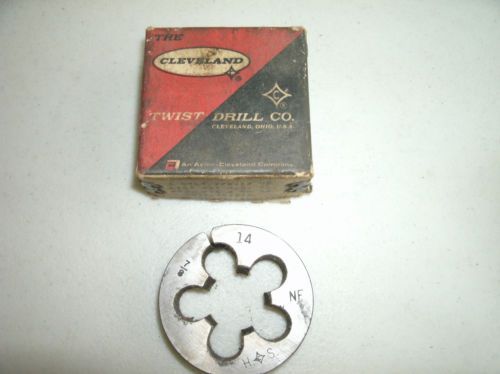 THE
CLEVELAND
TWIST DRILL CO.
CLEVELAND, OHIO, U.S.A.
An Acme-Cleveland Company
14
NF
H S